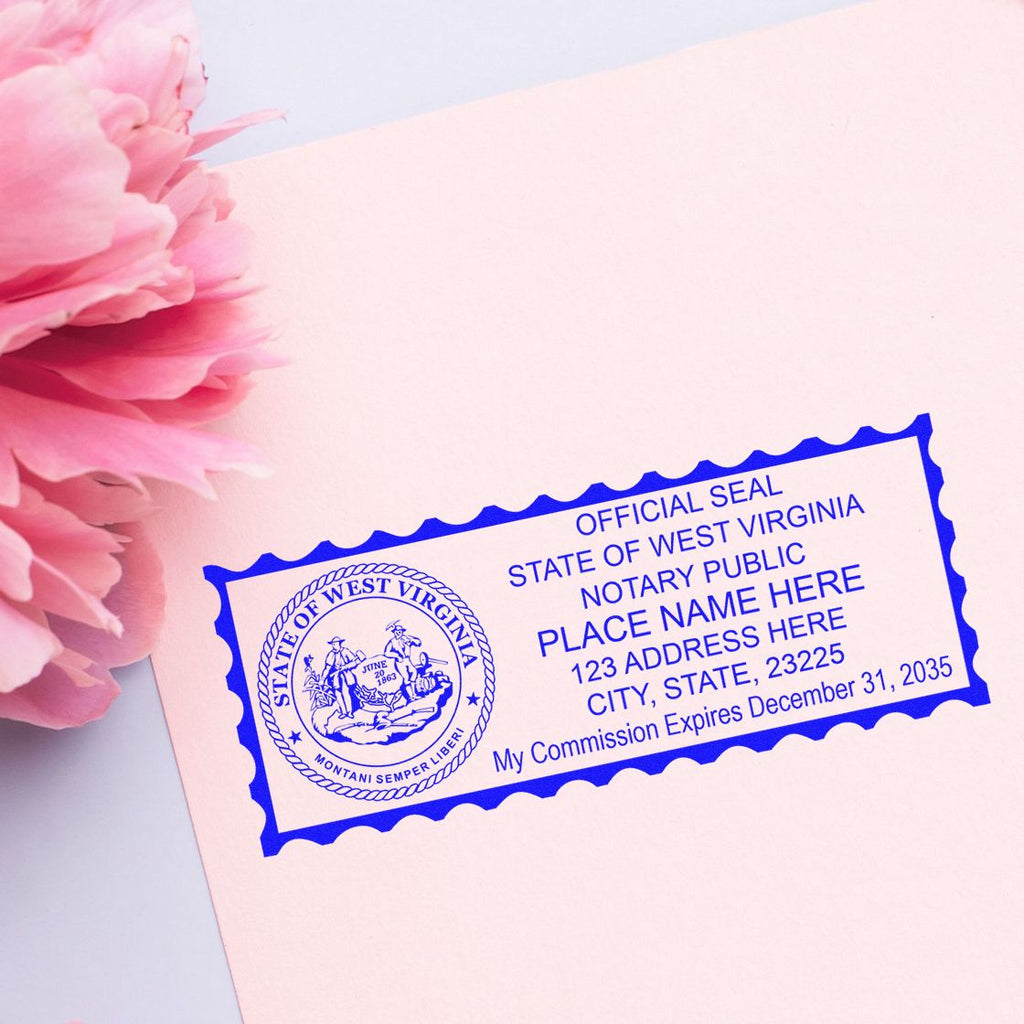 STATE OF WEST VIRGINIA
JUNE
20
1863
MONTANI SEMPER LIBERI
OFFICIAL SEAL
STATE OF WEST VIRGINIA
NOTARY PUBLIC
PLACE NAME HERE
123 ADDRESS HERE
CITY, STATE, 23225
My Commission Expires December 31, 2035